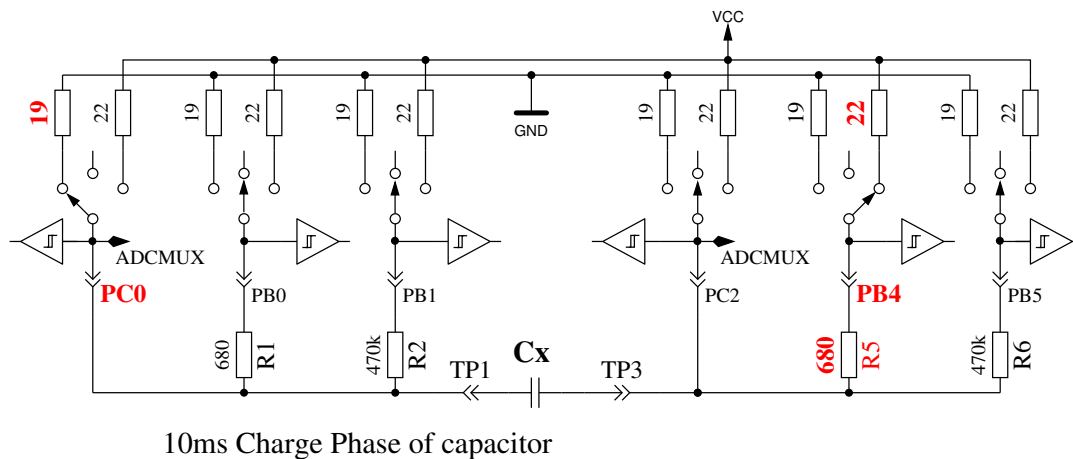 VCC
19 22 19 22 19 22 GND 19 22 19 22 19 22
ADCMUX ADCMUX
PC0 PB0 PB1 PC2 PB4 PB5
680 R1 470k R2 680 R5 470k R6
TP1 Cx TP3
10ms Charge Phase of capacitor